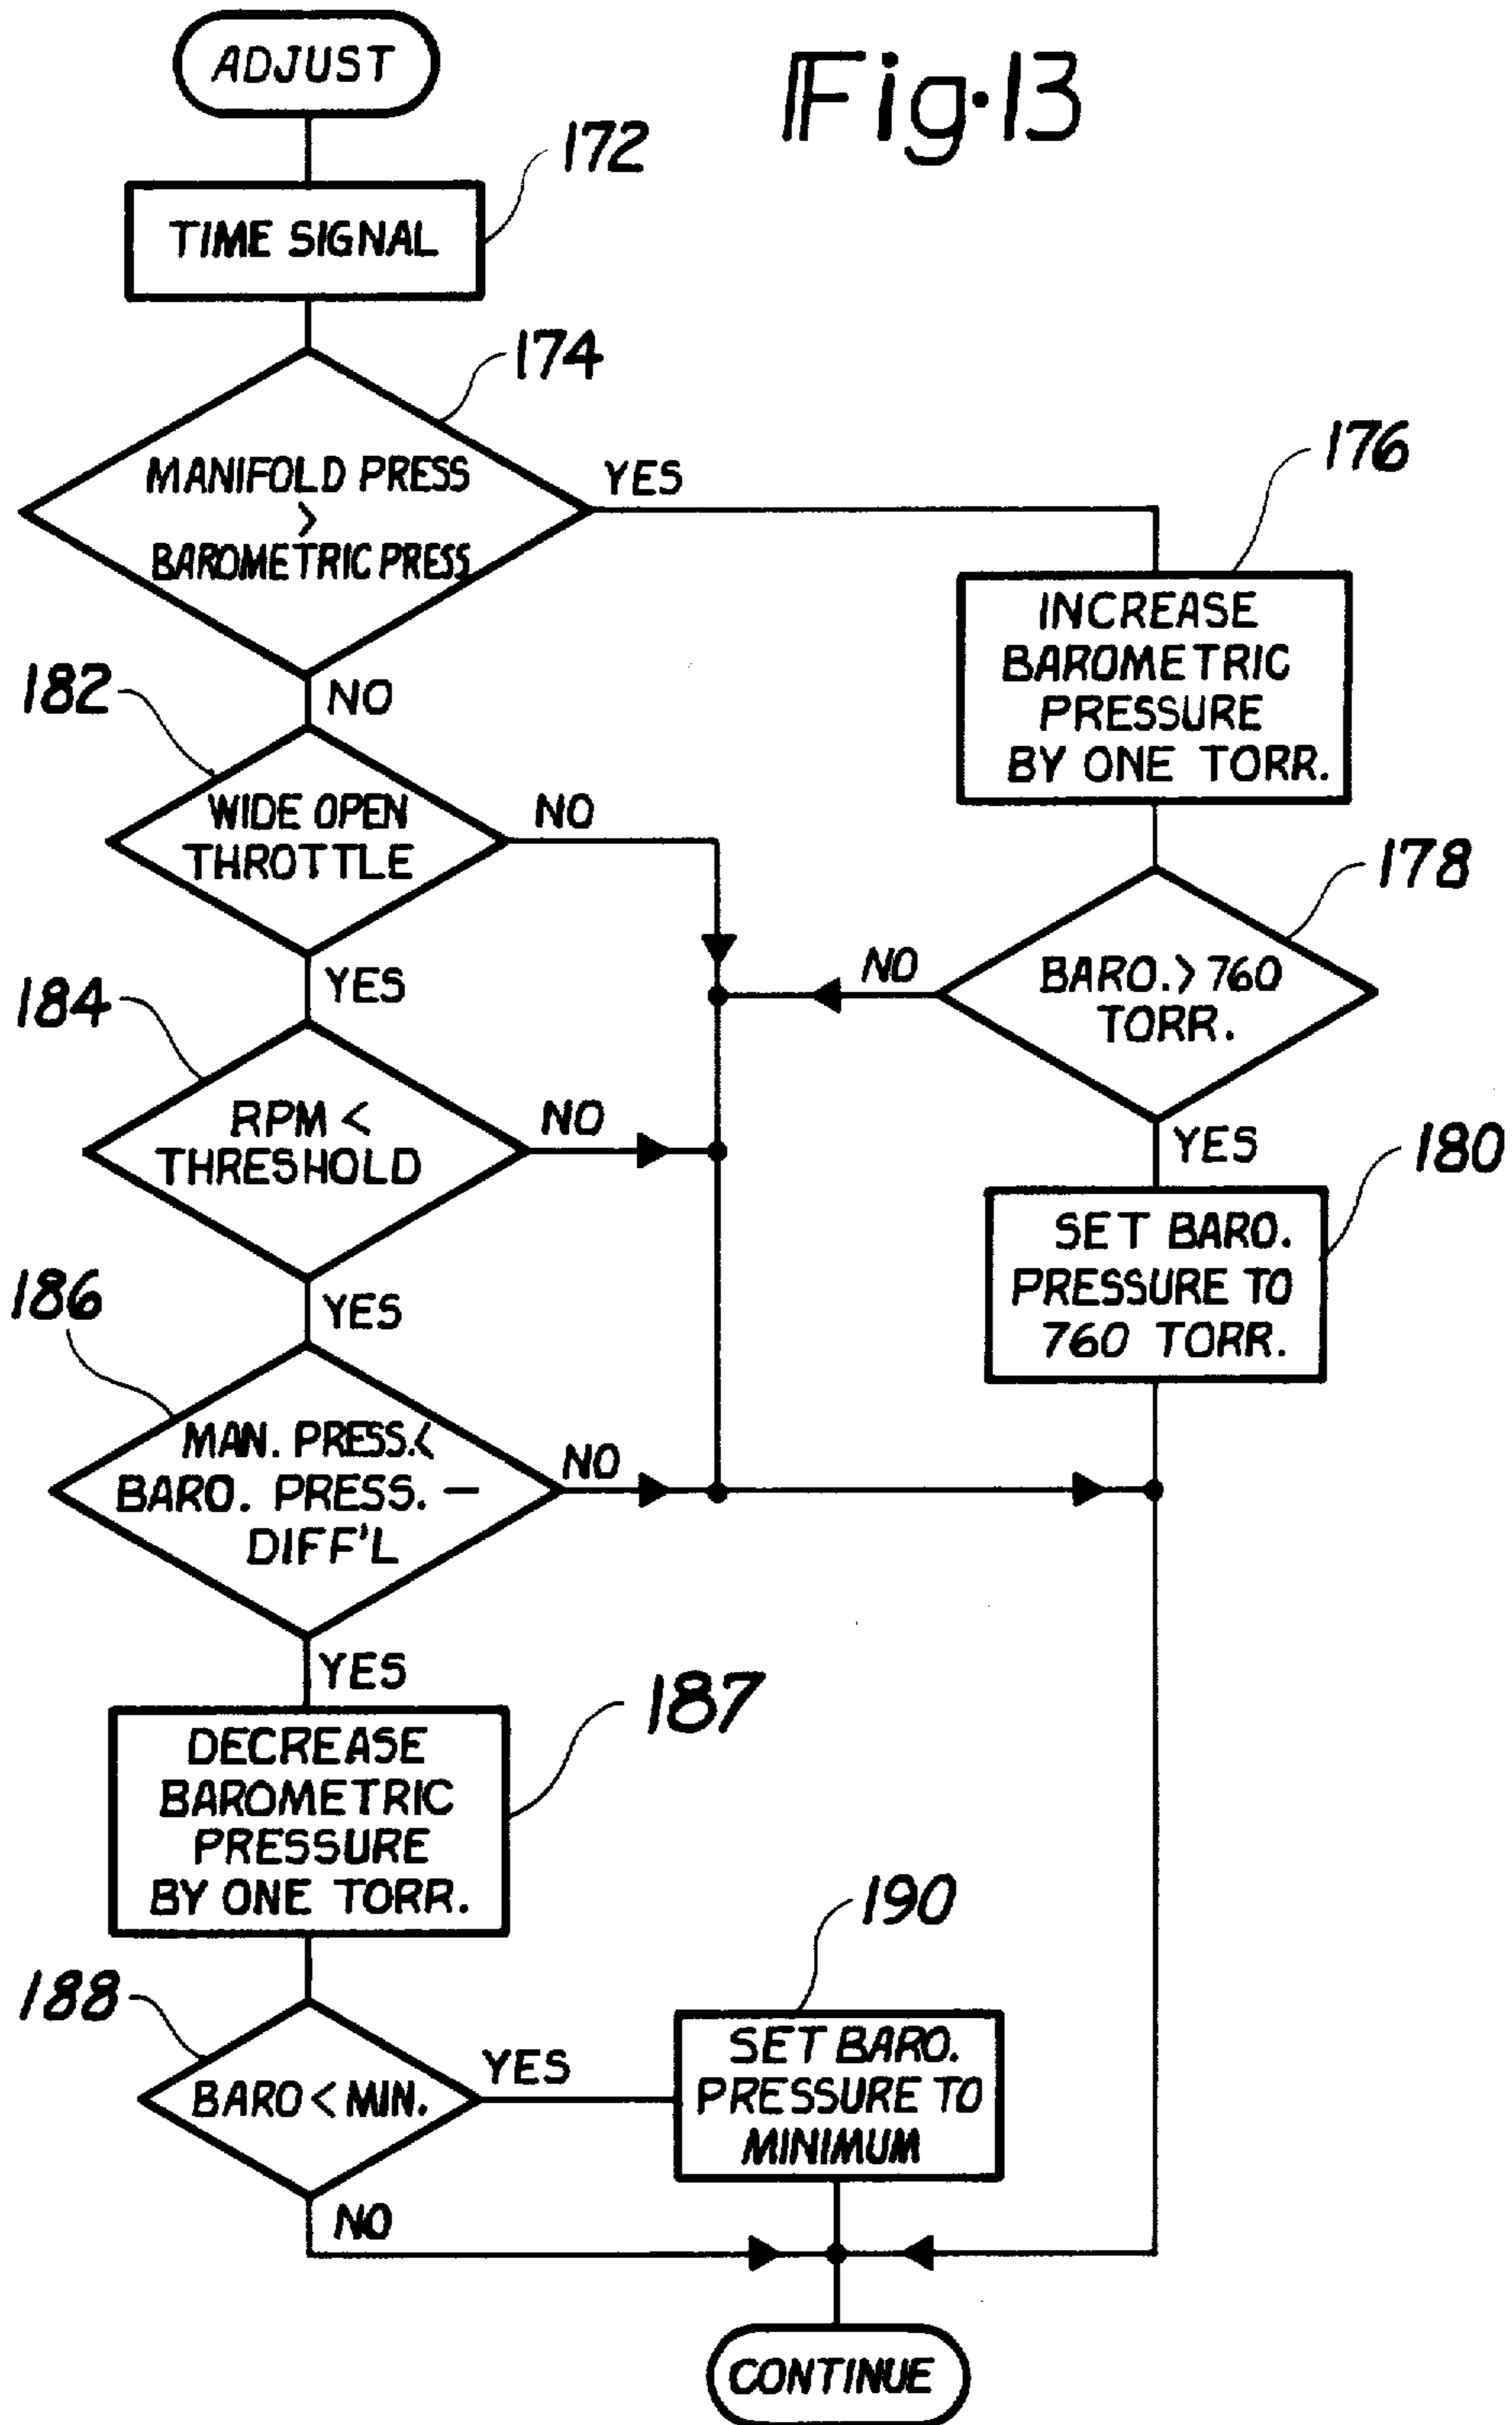 Fig.13
ADJUST
172
TIME SIGNAL
174
MANIFOLD PRESS
>
BAROMETRIC PRESS
YES
176
INCREASE
BAROMETRIC
PRESSURE
BY ONE TORR.
NO
182
WIDE OPEN
THROTTLE
NO
178
BARO.> 760
TORR.
NO
YES
184
RPM <
THRESHOLD
NO
YES
180
SET BARO.
PRESSURE TO
760 TORR.
YES
186
MAN. PRESS.<
BARO. PRESS. –
DIFF'L
NO
YES
187
DECREASE
BAROMETRIC
PRESSURE
BY ONE TORR.
188
BARO < MIN.
YES
190
SET BARO.
PRESSURE TO
MINIMUM
NO
CONTINUE